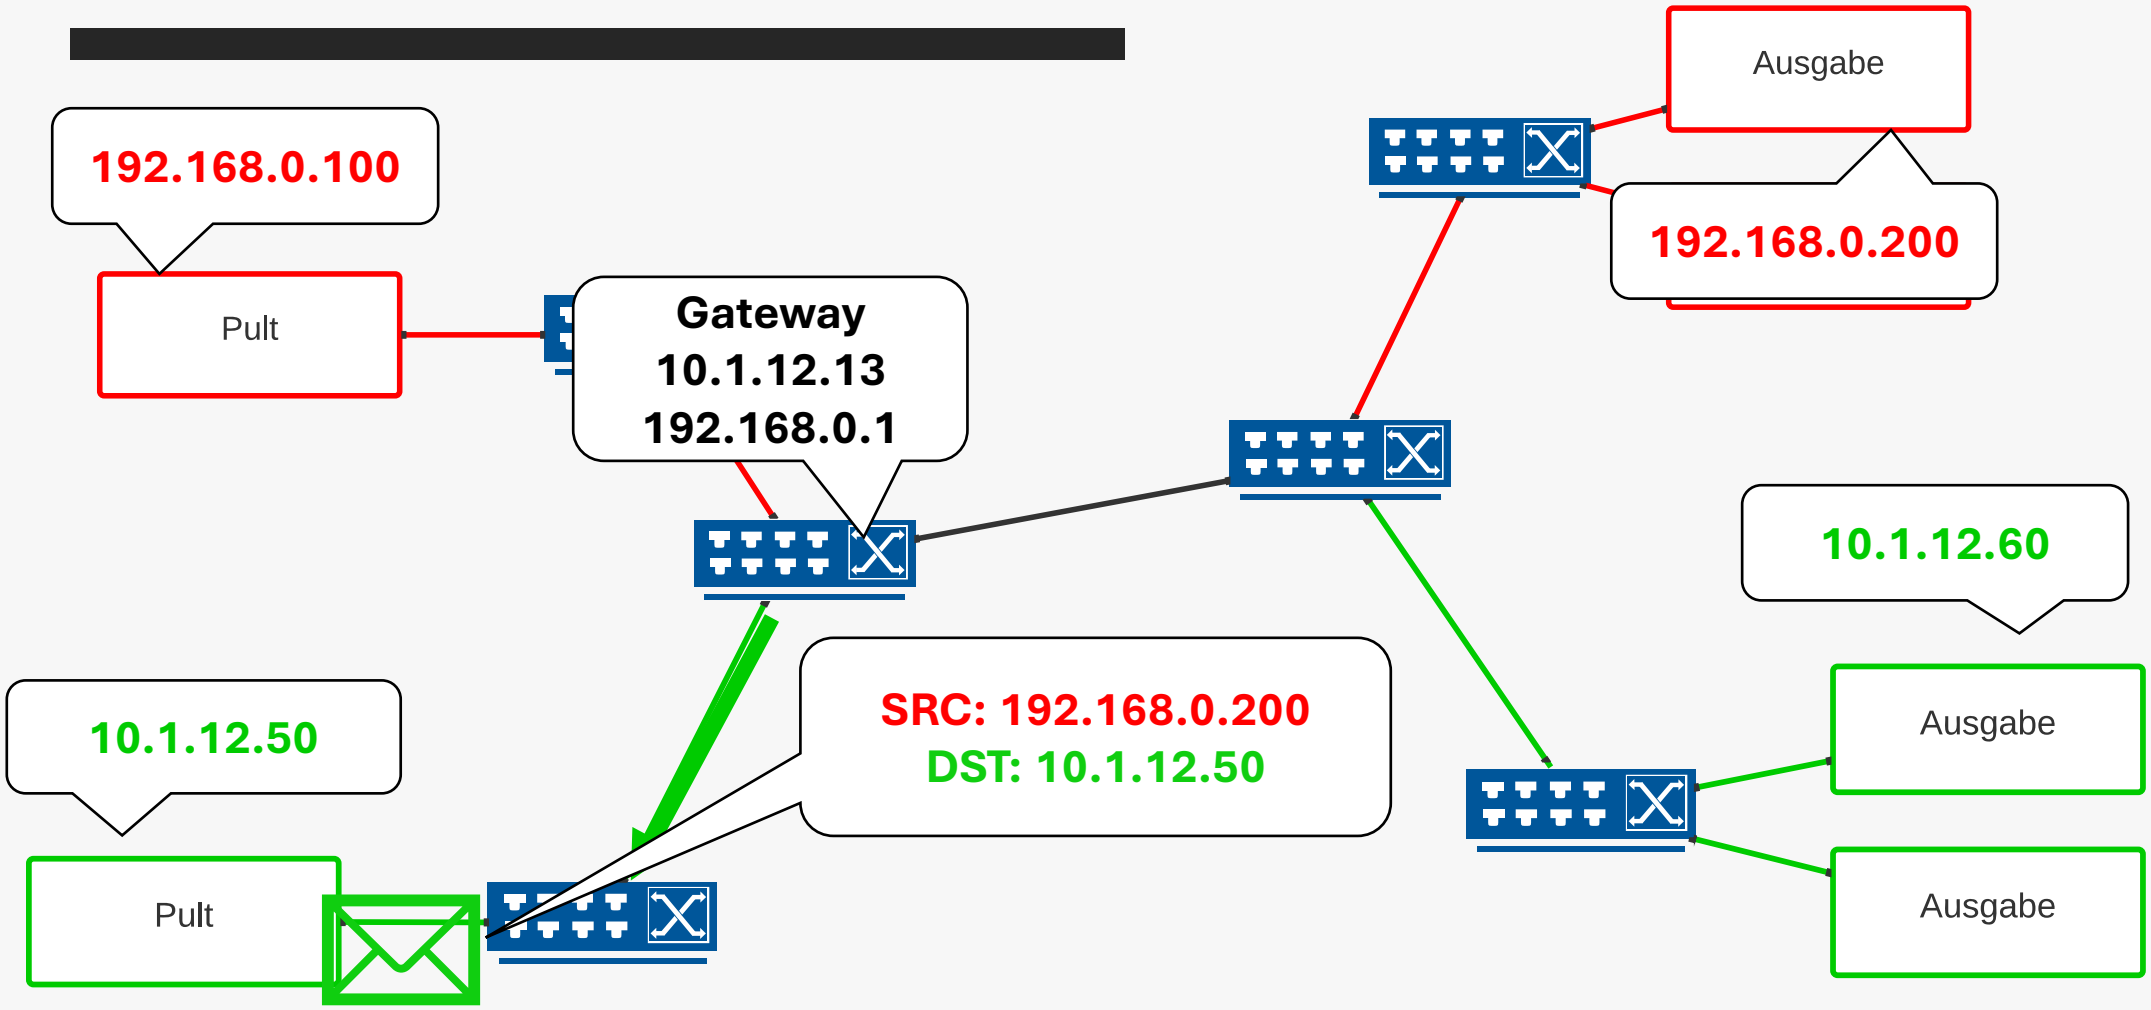 Ausgabe
192.168.0.100
192.168.0.200
Pult
Gateway
10.1.12.13
192.168.0.1
10.1.12.60
SRC: 192.168.0.200
DST: 10.1.12.50
10.1.12.50
Ausgabe
Pult
Ausgabe